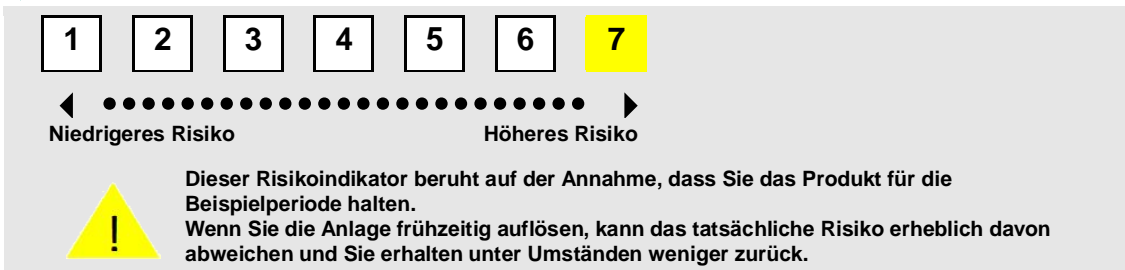 1 2 3 4 5 6 7
Niedrigeres Risiko Höheres Risiko
!
Dieser Risikoindikator beruht auf der Annahme, dass Sie das Produkt für die
Beispielperiode halten.
Wenn Sie die Anlage frühzeitig auflösen, kann das tatsächliche Risiko erheblich davon
abweichen und Sie erhalten unter Umständen weniger zurück.